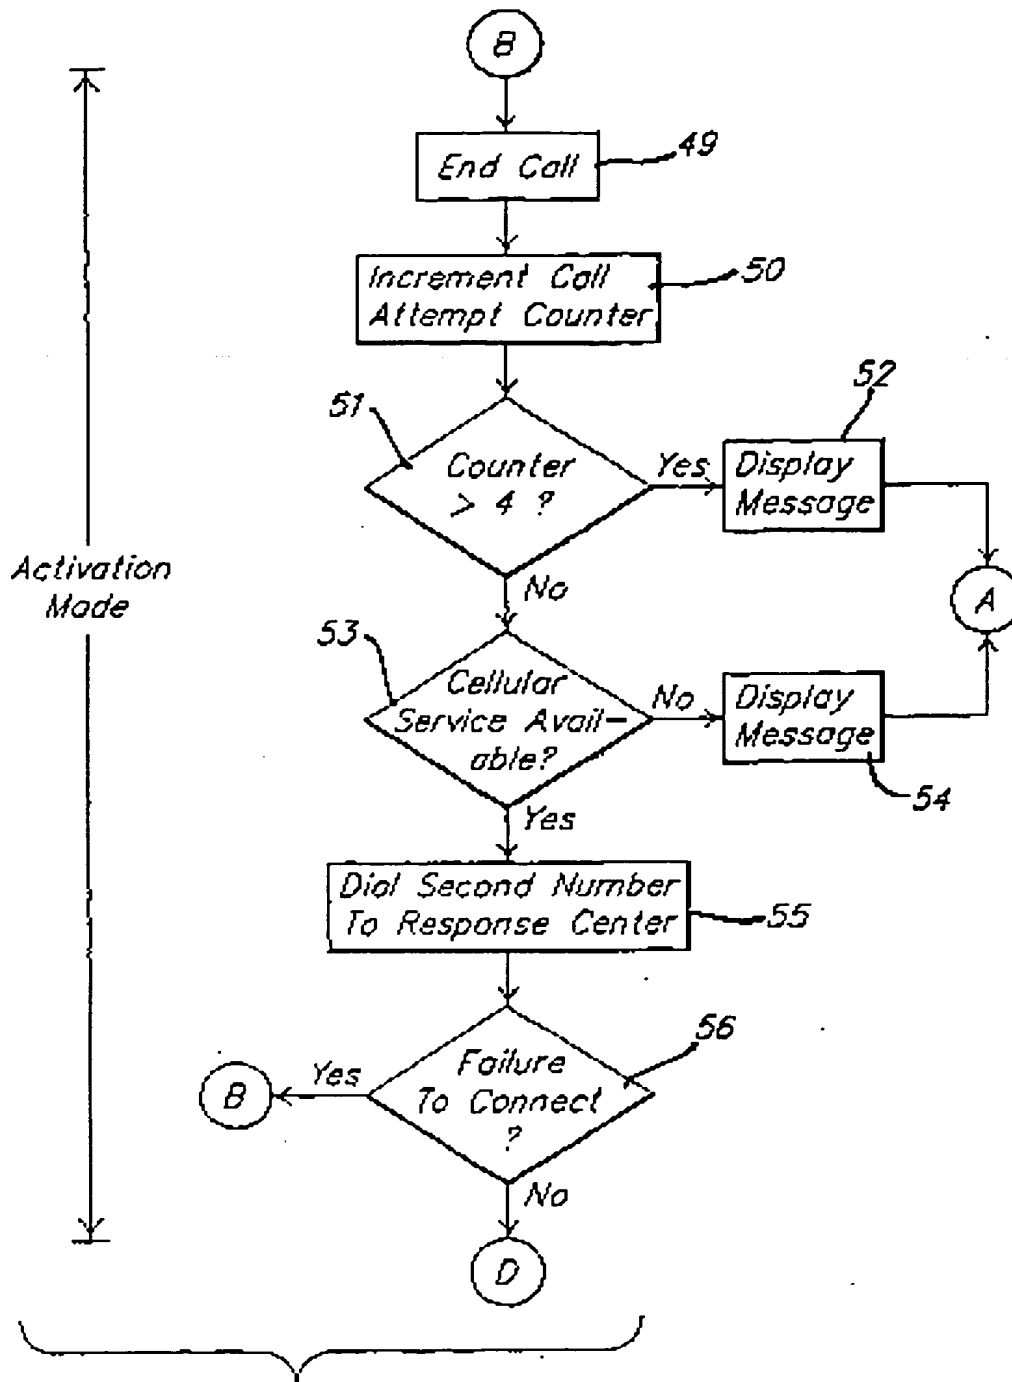 B
End Call
49
Increment Call
Attempt Counter
50
51
Counter
> 4 ?
Yes
Display
Message
52
No
A
53
Cellular
Service Avail-
able?
No
Display
Message
54
Yes
Activation
Mode
Dial Second Number
To Response Center
55
Failure
To Connect
?
56
Yes
B
No
D